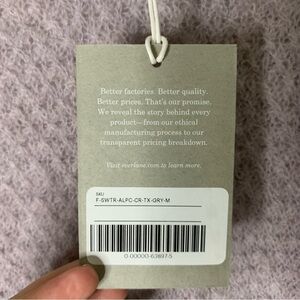 Better factories. Better quality.
Better prices. That's our promise.
We reveal the story behind every
product—from our ethical
manufacturing process to our
transparent pricing breakdown.
Visit everlane.com to learn more.
SKU
F-SWTR-ALPC-CR-TX-GRY-M
0-00000-63897-5